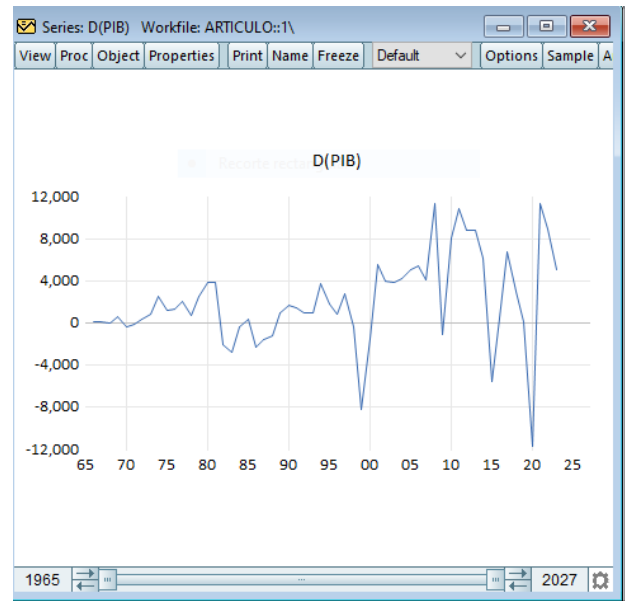 Series: D(PIB) Workfile: ARTICULO::1\
View Proc Object Properties Print Name Freeze Default Options Sample A
D(PIB)
12,000
8,000
4,000
0
-4,000
-8,000
-12,000
65 70 75 80 85 90 95 00 05 10 15 20 25
1965 2027